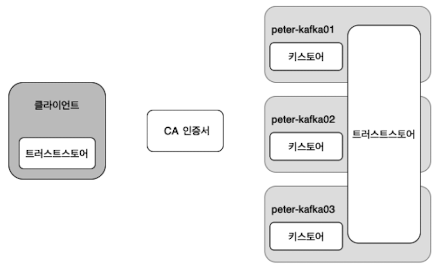 클라이언트
트러스트스토어
CA 인증서
peter-kafka01
키스토어
peter-kafka02
키스토어
peter-kafka03
키스토어
트러스트스토어